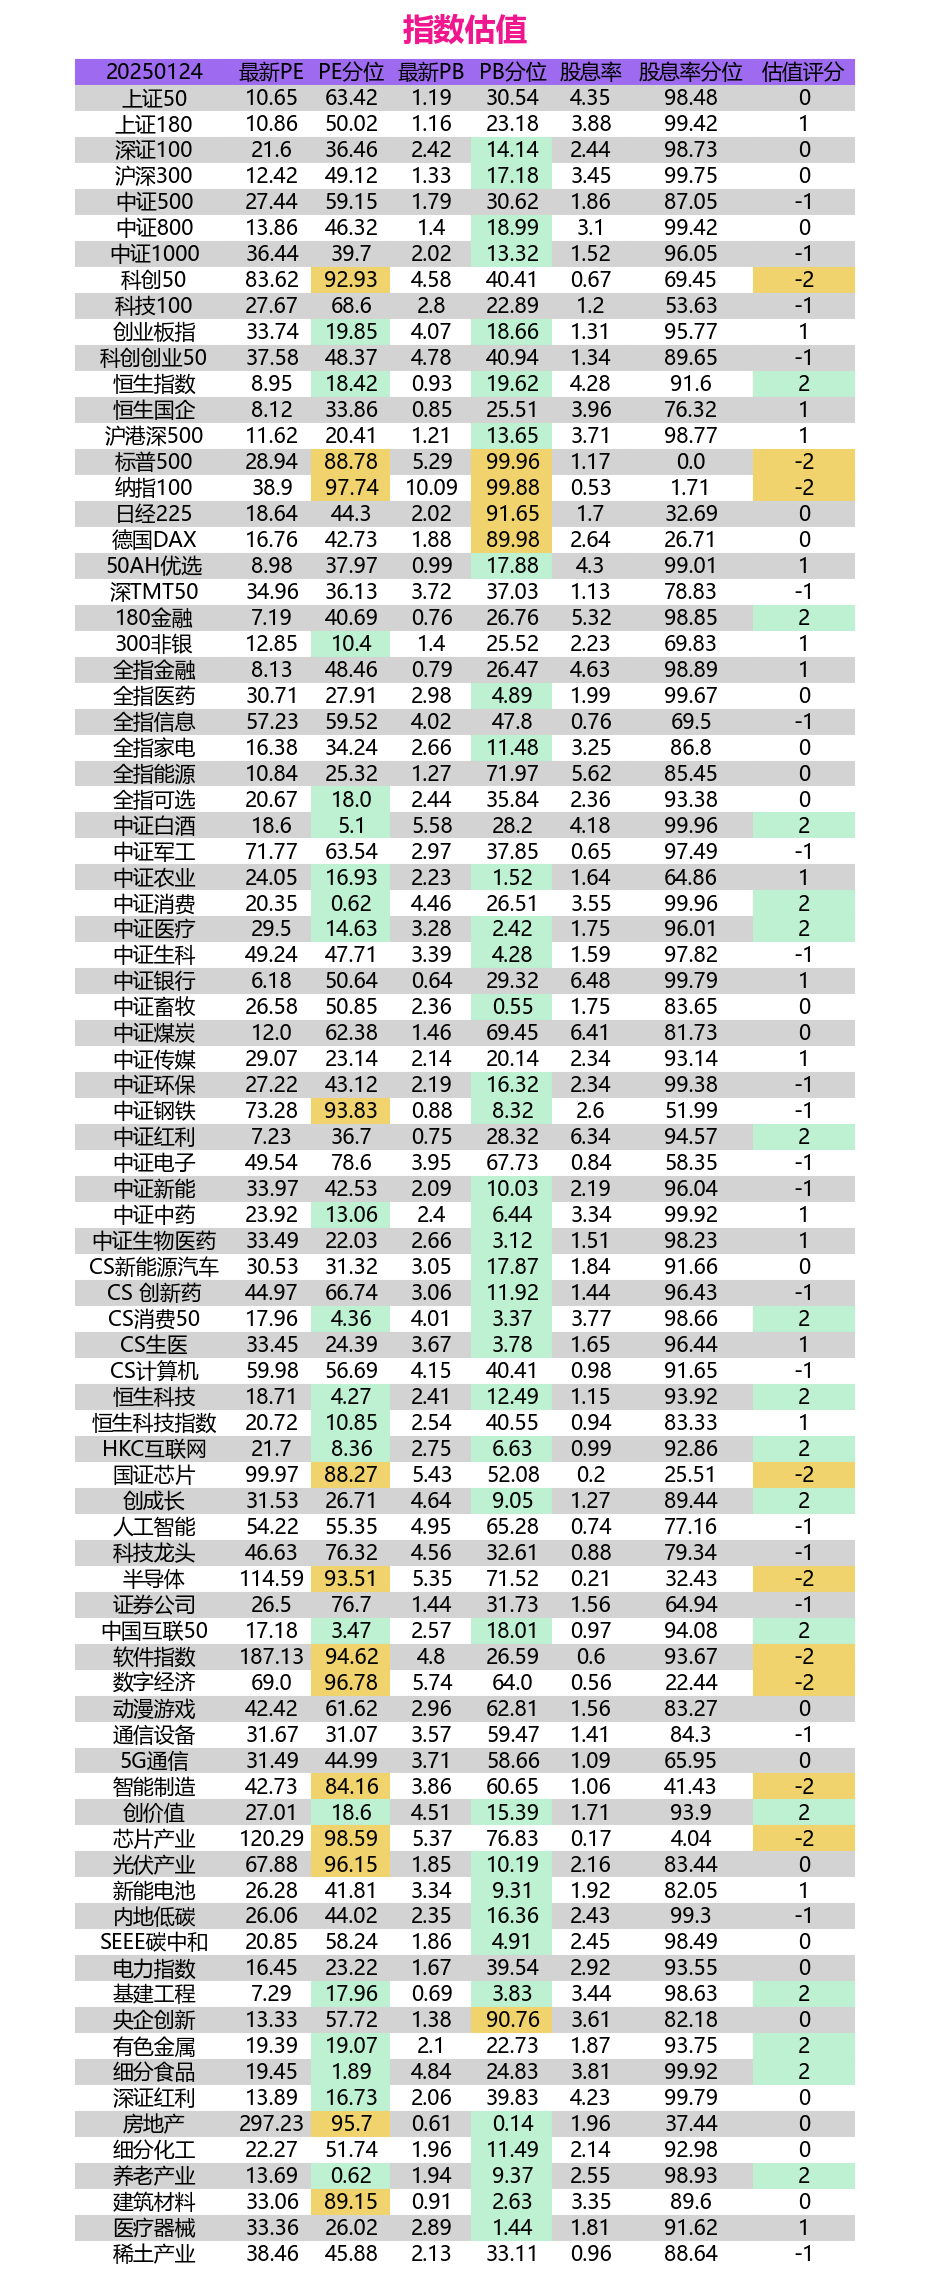 指数估值
20250124 最新PE PE分位 最新PB PB分位 股息率 股息率分位 估值评分
上证50 10.65 63.42 1.19 30.54 4.35 98.48 0
上证180 10.86 50.02 1.16 23.18 3.88 99.42 1
深证100 21.6 36.46 2.42 14.14 2.44 98.73 0
沪深300 12.42 49.12 1.33 17.18 3.45 99.75 0
中证500 27.44 59.15 1.79 30.62 1.86 87.05 -1
中证800 13.86 46.32 1.4 18.99 3.1 99.42 0
中证1000 36.44 39.7 2.02 13.32 1.52 96.05 -1
科创50 83.62 92.93 4.58 40.41 0.67 69.45 -2
科技100 27.67 68.6 2.8 22.89 1.2 53.63 -1
创业板指 33.74 19.85 4.07 18.66 1.31 95.77 1
科创创业50 37.58 48.37 4.78 40.94 1.34 89.65 -1
恒生指数 8.95 18.42 0.93 19.62 4.28 91.6 2
恒生国企 8.12 33.86 0.85 25.51 3.96 76.32 1
沪港深500 11.62 20.41 1.21 13.65 3.71 98.77 1
标普500 28.94 88.78 5.29 99.96 1.17 0.0 -2
纳指100 38.9 97.74 10.09 99.88 0.53 1.71 -2
日经225 18.64 44.3 2.02 91.65 1.7 32.69 0
德国DAX 16.76 42.73 1.88 89.98 2.64 26.71 0
50AH优选 8.98 37.97 0.99 17.88 4.3 99.01 1
深TMT50 34.96 36.13 3.72 37.03 1.13 78.83 -1
180金融 7.19 40.69 0.76 26.76 5.32 98.85 2
300非银 12.85 10.4 1.4 25.52 2.23 69.83 1
全指金融 8.13 48.46 0.79 26.47 4.63 98.89 1
全指医药 30.71 27.91 2.98 4.89 1.99 99.67 0
全指信息 57.23 59.52 4.02 47.8 0.76 69.5 -1
全指家电 16.38 34.24 2.66 11.48 3.25 86.8 0
全指能源 10.84 25.32 1.27 71.97 5.62 85.45 0
全指可选 20.67 18.0 2.44 35.84 2.36 93.38 0
中证白酒 18.6 5.1 5.58 28.2 4.18 99.96 2
中证军工 71.77 63.54 2.97 37.85 0.65 97.49 -1
中证农业 24.05 16.93 2.23 1.52 1.64 64.86 1
中证消费 20.35 0.62 4.46 26.51 3.55 99.96 2
中证医疗 29.5 14.63 3.28 2.42 1.75 96.01 2
中证生科 49.24 47.71 3.39 4.28 1.59 97.82 -1
中证银行 6.18 50.64 0.64 29.32 6.48 99.79 1
中证畜牧 26.58 50.85 2.36 0.55 1.75 83.65 0
中证煤炭 12.0 62.38 1.46 69.45 6.41 81.73 0
中证传媒 29.07 23.14 2.14 20.14 2.34 93.14 1
中证环保 27.22 43.12 2.19 16.32 2.34 99.38 -1
中证钢铁 73.28 93.83 0.88 8.32 2.6 51.99 -1
中证红利 7.23 36.7 0.75 28.32 6.34 94.57 2
中证电子 49.54 78.6 3.95 67.73 0.84 58.35 -1
中证新能 33.97 42.53 2.09 10.03 2.19 96.04 -1
中证中药 23.92 13.06 2.4 6.44 3.34 99.92 1
中证生物医药 33.49 22.03 2.66 3.12 1.51 98.23 1
CS新能源汽车 30.53 31.32 3.05 17.87 1.84 91.66 0
CS 创新药 44.97 66.74 3.06 11.92 1.44 96.43 -1
CS消费50 17.96 4.36 4.01 3.37 3.77 98.66 2
CS生医 33.45 24.39 3.67 3.78 1.65 96.44 1
CS计算机 59.98 56.69 4.15 40.41 0.98 91.65 -1
恒生科技 18.71 4.27 2.41 12.49 1.15 93.92 2
恒生科技指数 20.72 10.85 2.54 40.55 0.94 83.33 1
HKC互联网 21.7 8.36 2.75 6.63 0.99 92.86 2
国证芯片 99.97 88.27 5.43 52.08 0.2 25.51 -2
创成长 31.53 26.71 4.64 9.05 1.27 89.44 2
人工智能 54.22 55.35 4.95 65.28 0.74 77.16 -1
科技龙头 46.63 76.32 4.56 32.61 0.88 79.34 -1
半导体 114.59 93.51 5.35 71.52 0.21 32.43 -2
证券公司 26.5 76.7 1.44 31.73 1.56 64.94 -1
中国互联50 17.18 3.47 2.57 18.01 0.97 94.08 2
软件指数 187.13 94.62 4.8 26.59 0.6 93.67 -2
数字经济 69.0 96.78 5.74 64.0 0.56 22.44 -2
动漫游戏 42.42 61.62 2.96 62.81 1.56 83.27 0
通信设备 31.67 31.07 3.57 59.47 1.41 84.3 -1
5G通信 31.49 44.99 3.71 58.66 1.09 65.95 0
智能制造 42.73 84.16 3.86 60.65 1.06 41.43 -2
创价值 27.01 18.6 4.51 15.39 1.71 93.9 2
芯片产业 120.29 98.59 5.37 76.83 0.17 4.04 -2
光伏产业 67.88 96.15 1.85 10.19 2.16 83.44 0
新能电池 26.28 41.81 3.34 9.31 1.92 82.05 1
内地低碳 26.06 44.02 2.35 16.36 2.43 99.3 -1
SEEE碳中和 20.85 58.24 1.86 4.91 2.45 98.49 0
电力指数 16.45 23.22 1.67 39.54 2.92 93.55 0
基建工程 7.29 17.96 0.69 3.83 3.44 98.63 2
央企创新 13.33 57.72 1.38 90.76 3.61 82.18 0
有色金属 19.39 19.07 2.1 22.73 1.87 93.75 2
细分食品 19.45 1.89 4.84 24.83 3.81 99.92 2
深证红利 13.89 16.73 2.06 39.83 4.23 99.79 0
房地产 297.23 95.7 0.61 0.14 1.96 37.44 0
细分化工 22.27 51.74 1.96 11.49 2.14 92.98 0
养老产业 13.69 0.62 1.94 9.37 2.55 98.93 2
建筑材料 33.06 89.15 0.91 2.63 3.35 89.6 0
医疗器械 33.36 26.02 2.89 1.44 1.81 91.62 1
稀土产业 38.46 45.88 2.13 33.11 0.96 88.64 -1